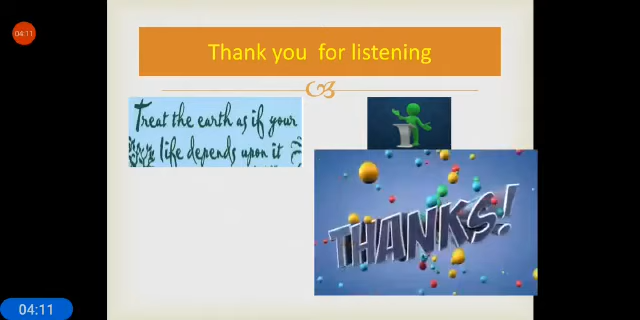 04:11
Thank you for listening
Treat the earth as if your
life depends upon it
THANKS!
04:11